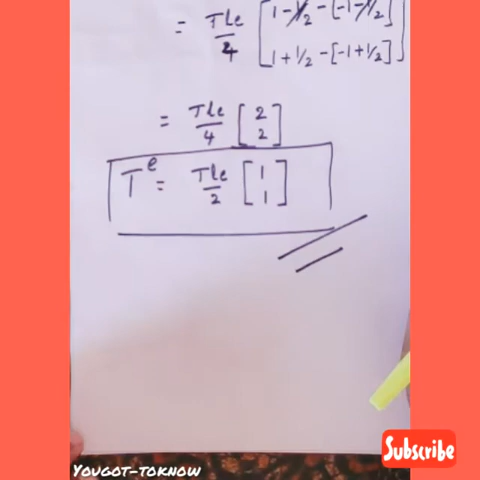 = Tle/4 [1-1/2-[-1-1/2]
1+1/2-[-1+1/2]]
= Tle/4 [2
2]
T^e = Tle/2 [1
1]
Subscribe
YOUGOT-TOKNOW